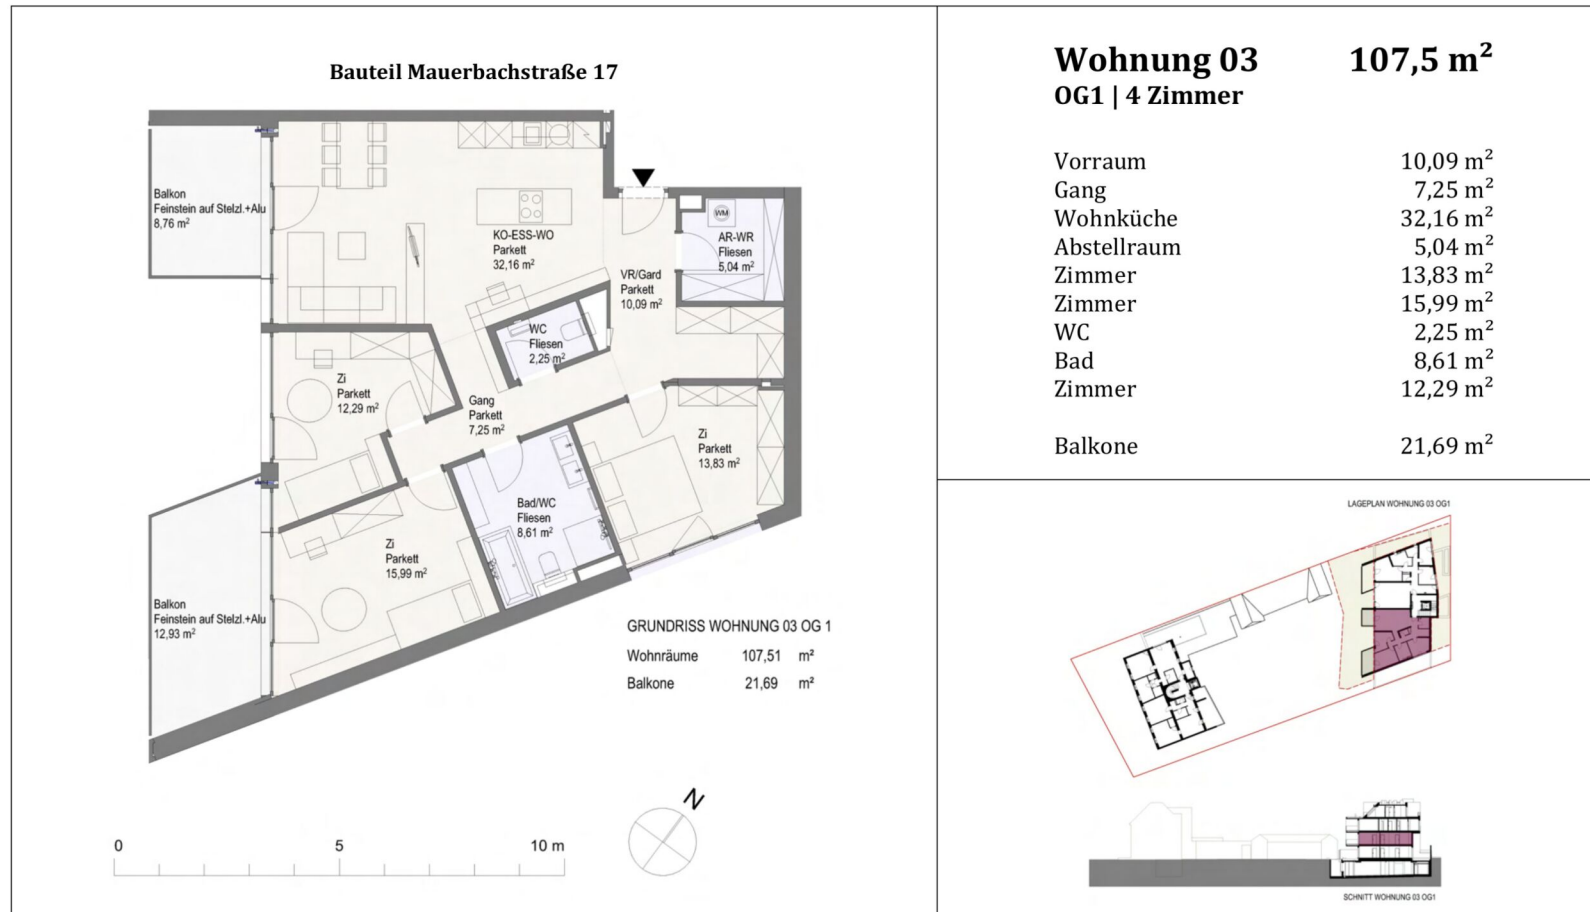 Bauteil Mauerbachstraße 17
Balkon
Feinstein auf Stelzl.+Alu
8,76 m²
KO-ESS-WO
Parkett
32,16 m²
WM
AR-WR
Fliesen
5,04 m²
VR/Gard
Parkett
10,09 m²
WC
Fliesen
2,25 m²
Zi
Parkett
12,29 m²
Gang
Parkett
7,25 m²
Zi
Parkett
13,83 m²
Bad/WC
Fliesen
8,61 m²
Zi
Parkett
15,99 m²
Balkon
Feinstein auf Stelzl.+Alu
12,93 m²
GRUNDRISS WOHNUNG 03 OG 1
Wohnräume 107,51 m²
Balkone 21,69 m²
N
0 5 10 m
Wohnung 03 107,5 m²
OG1 | 4 Zimmer
Vorraum 10,09 m²
Gang 7,25 m²
Wohnküche 32,16 m²
Abstellraum 5,04 m²
Zimmer 13,83 m²
Zimmer 15,99 m²
WC 2,25 m²
Bad 8,61 m²
Zimmer 12,29 m²
Balkone 21,69 m²
LAGEPLAN WOHNUNG 03 OG1
SCHNITT WOHNUNG 03 OG1